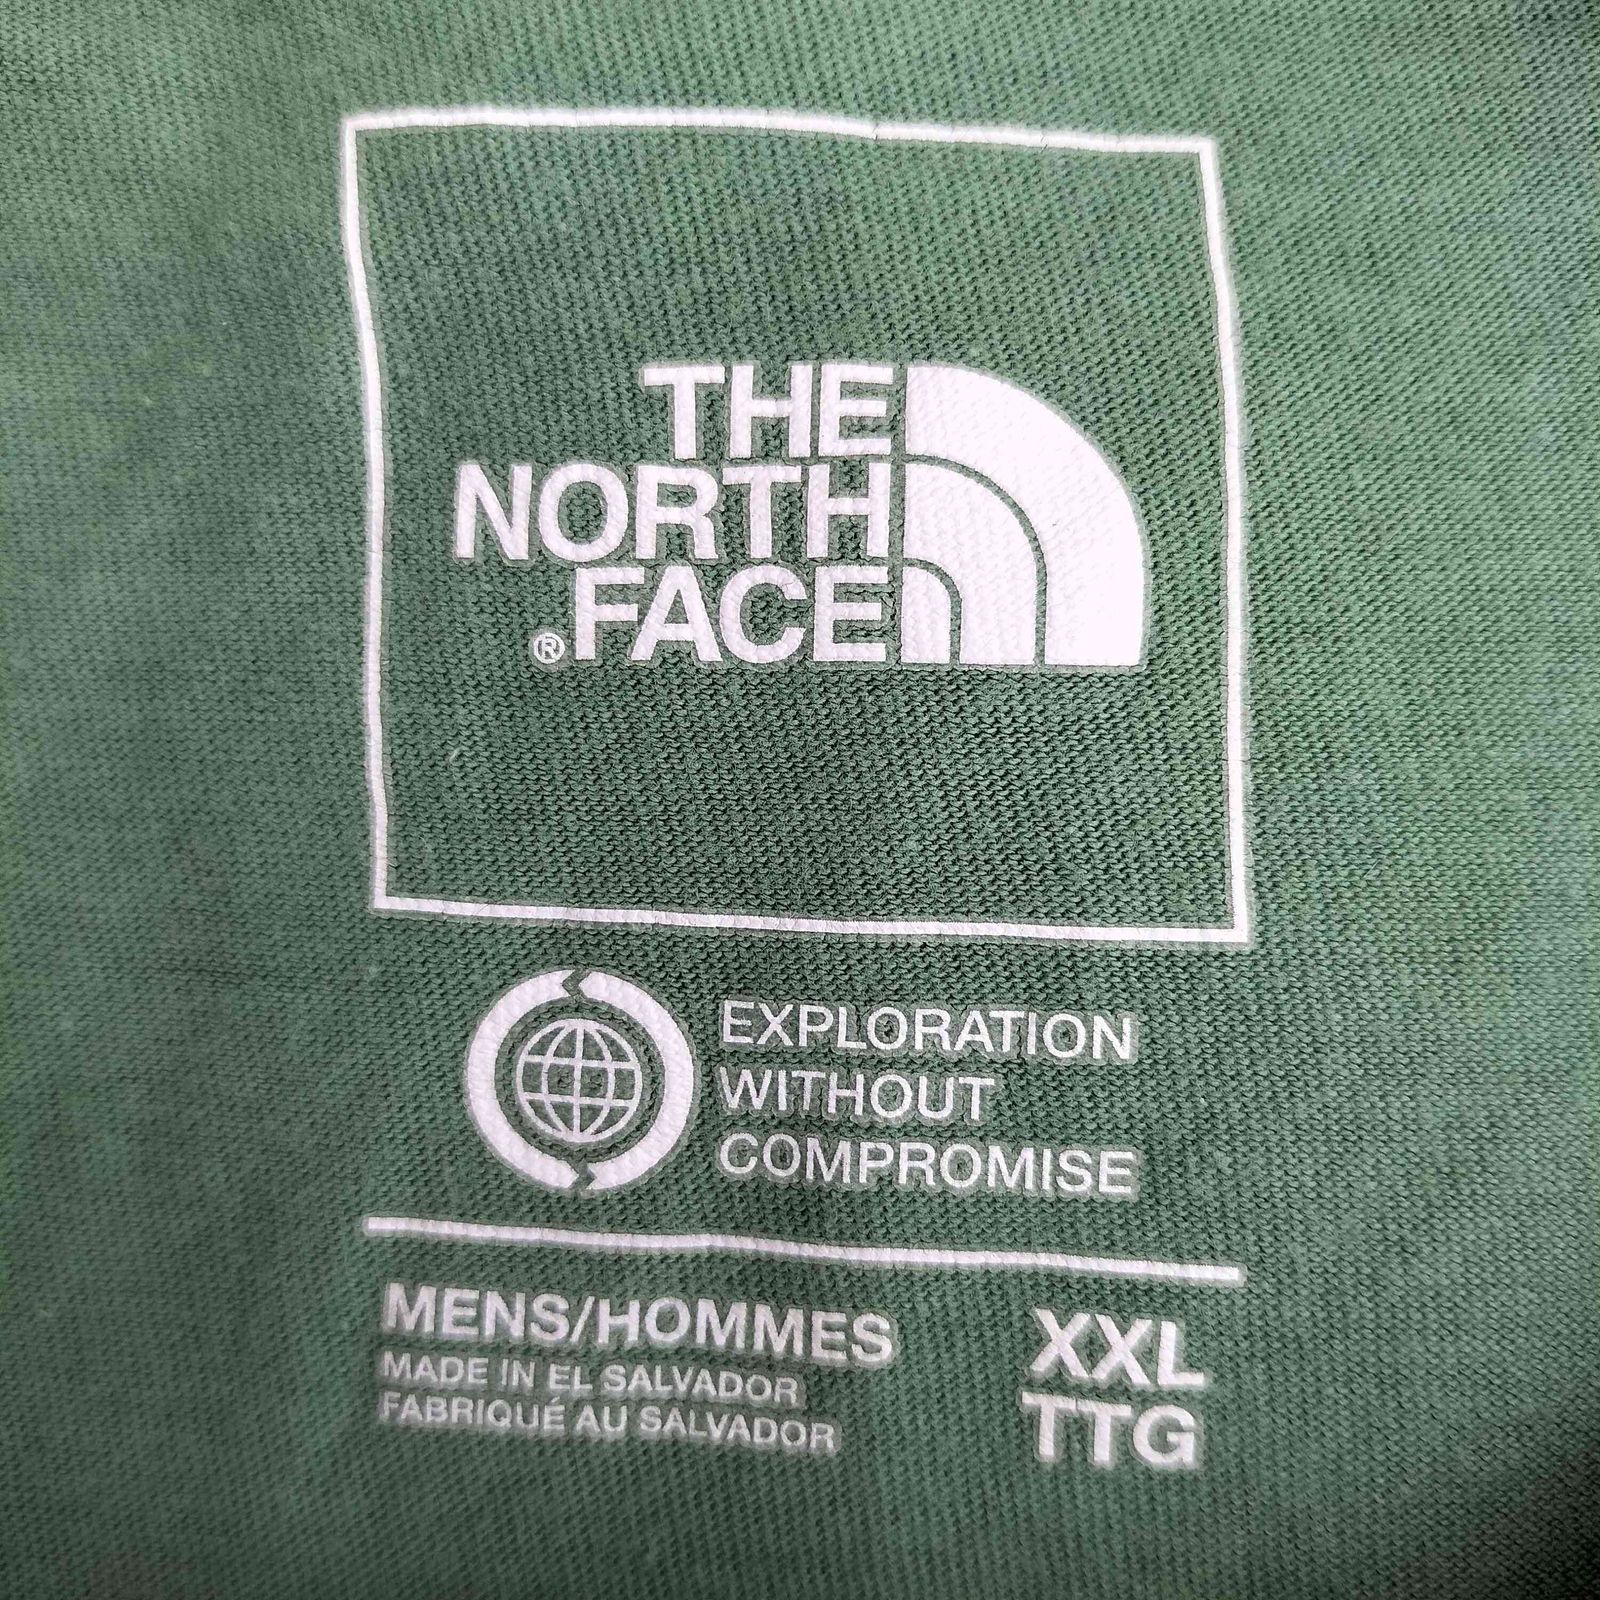 THE
NORTH
®FACE
EXPLORATION
WITHOUT
COMPROMISE
MENS/HOMMES
MADE IN EL SALVADOR
FABRIQUÉ AU SALVADOR
XXL
TTG